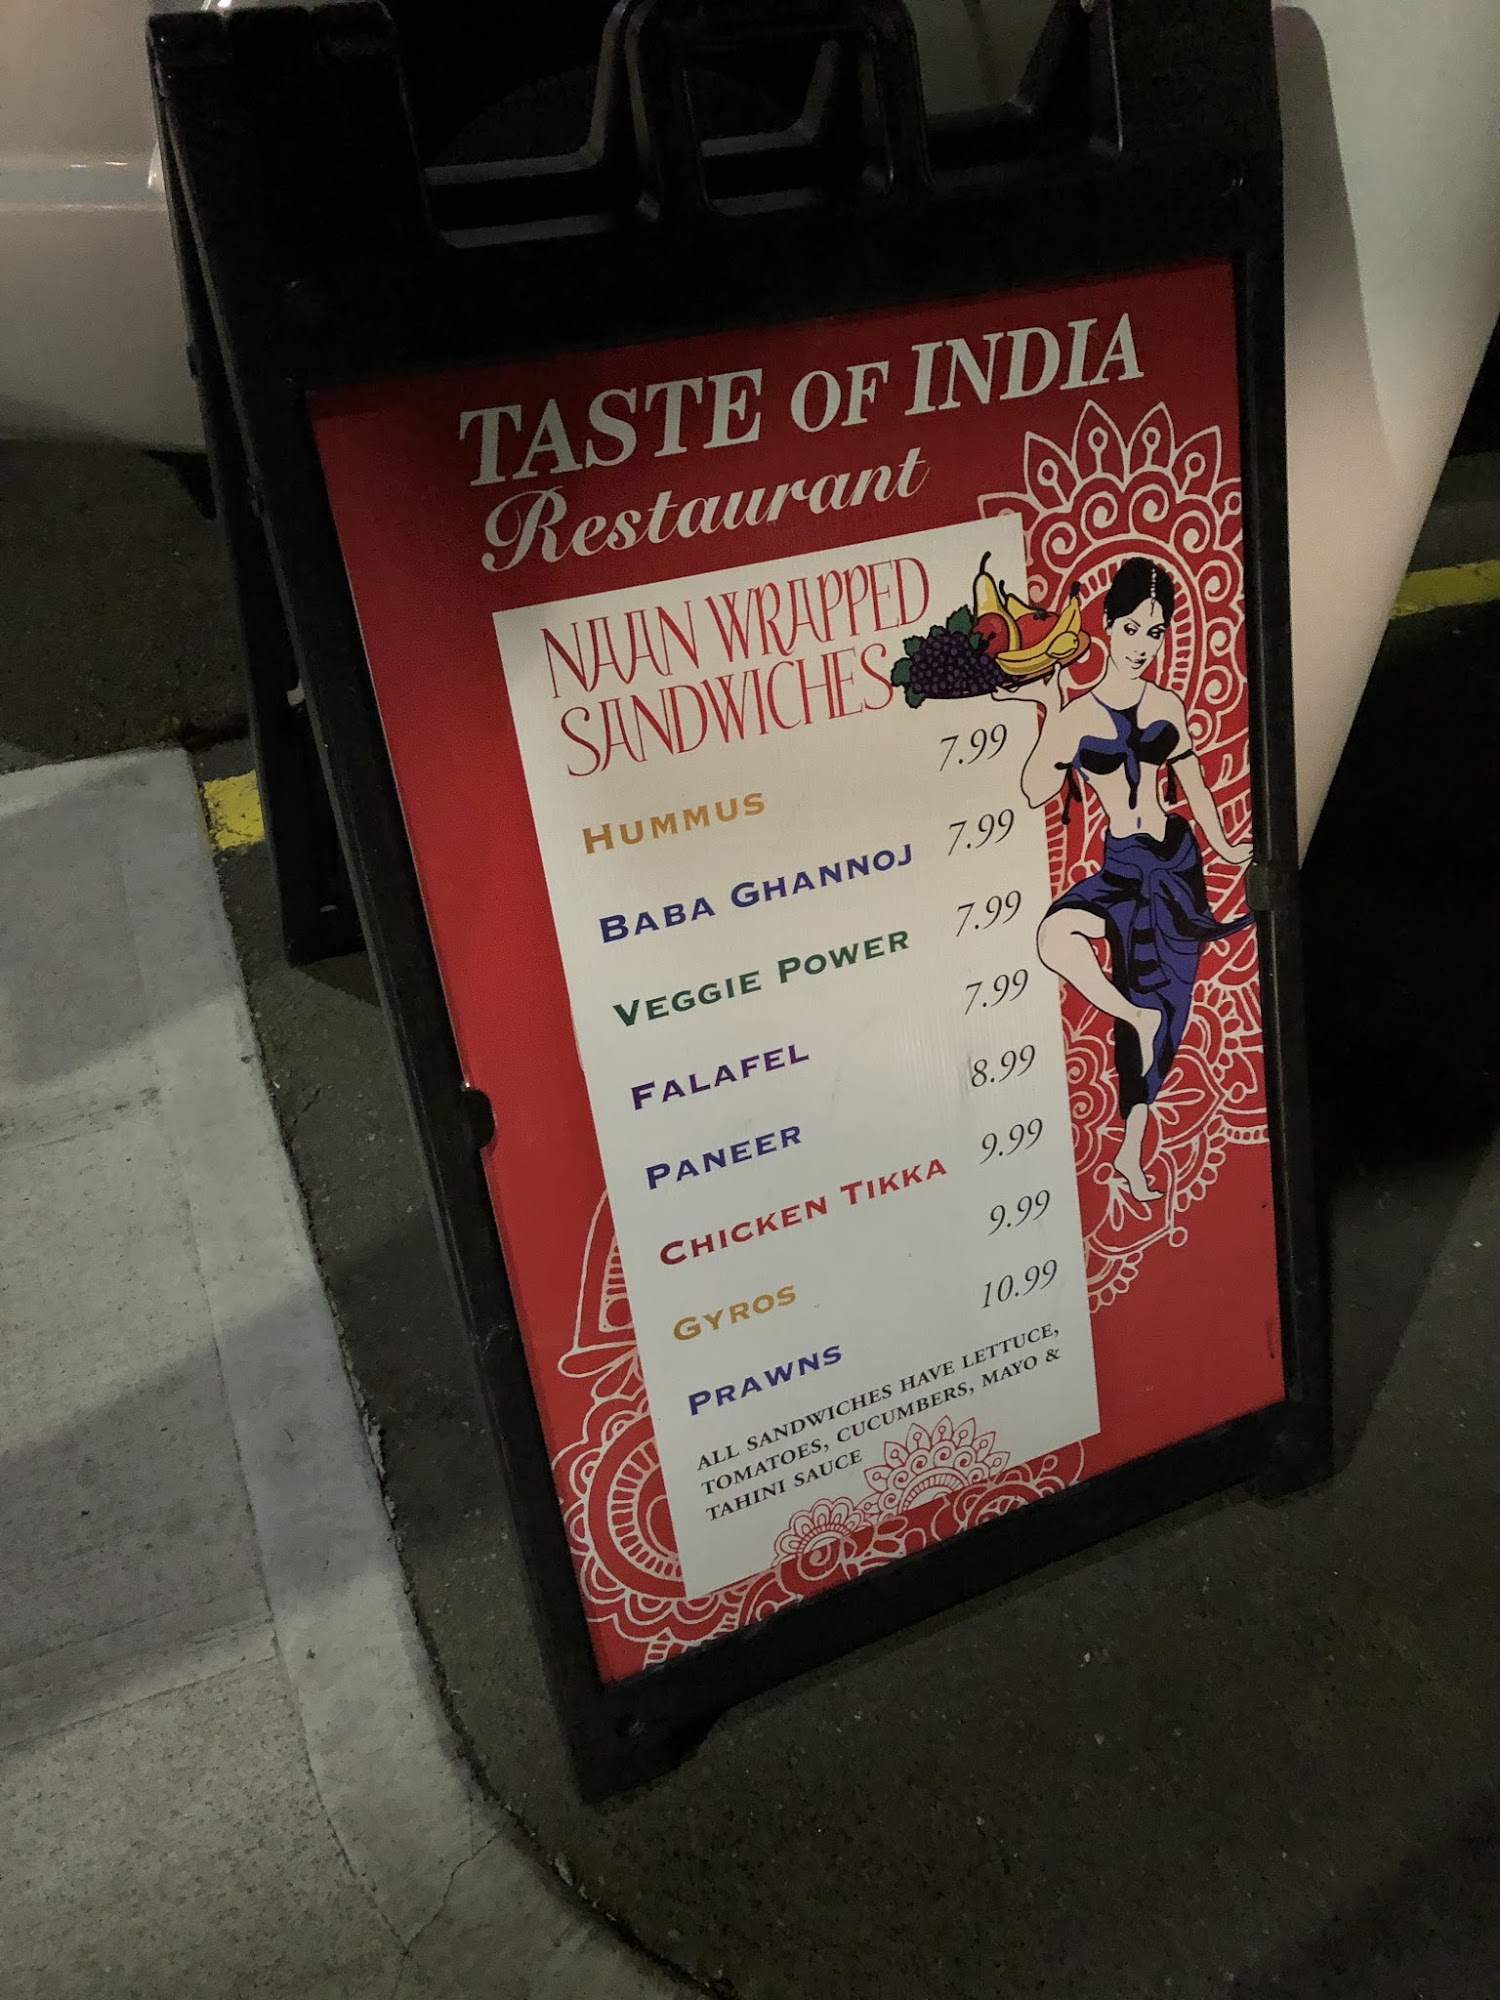 TASTE OF INDIA
Restaurant
NAAN WRAPPED
SANDWICHES
HUMMUS 7.99
BABA GHANNOJ 7.99
VEGGIE POWER 7.99
FALAFEL 7.99
PANEER 8.99
CHICKEN TIKKA 9.99
GYROS 9.99
PRAWNS 10.99
ALL SANDWICHES HAVE LETTUCE,
TOMATOES, CUCUMBERS, MAYO &
TAHINI SAUCE